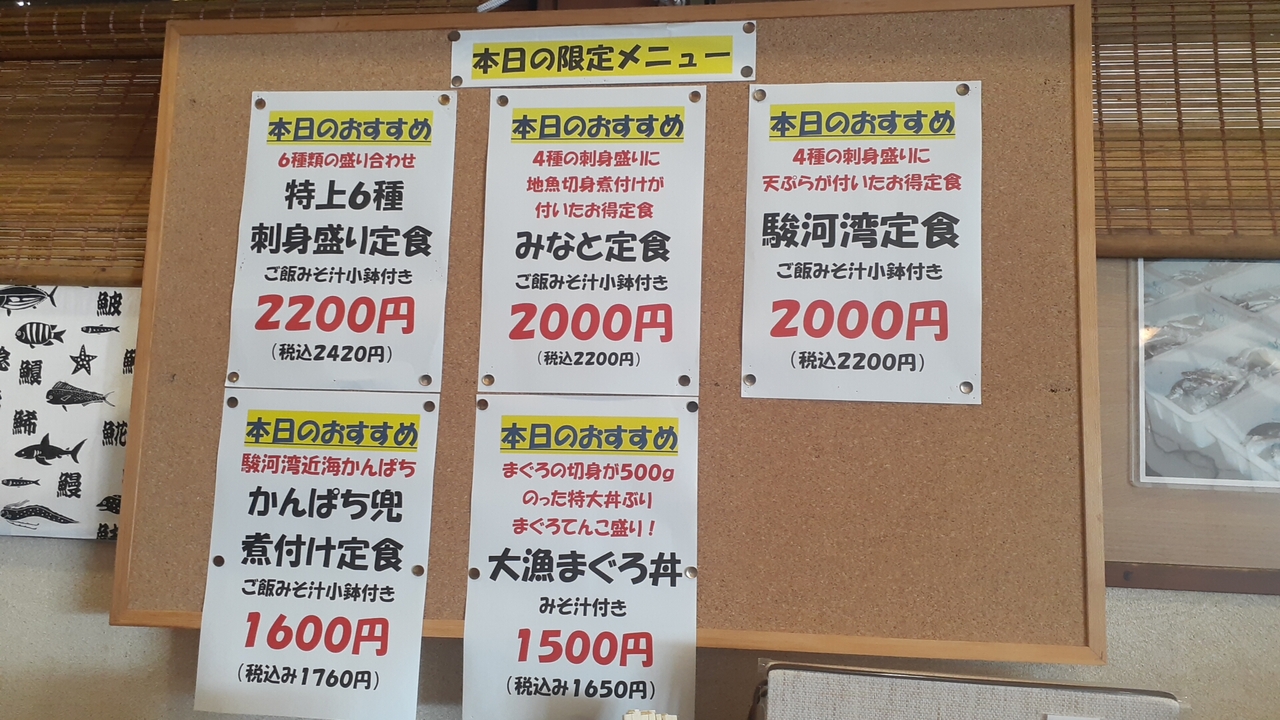 本日の限定メニュー
本日のおすすめ
6種類の盛り合わせ
特上6種
刺身盛り定食
ご飯みそ汁小鉢付き
2200円
(税込2420円)
本日のおすすめ
4種の刺身盛りに
地魚切身煮付けが
付いたお得定食
みなと定食
ご飯みそ汁小鉢付き
2000円
(税込2200円)
本日のおすすめ
4種の刺身盛りに
天ぷらが付いたお得定食
駿河湾定食
ご飯みそ汁小鉢付き
2000円
(税込2200円)
本日のおすすめ
駿河湾近海かんぱち
かんぱち兜
煮付け定食
ご飯みそ汁小鉢付き
1600円
(税込み1760円)
本日のおすすめ
まぐろの切身が500g
のった特大丼ぶり
まぐろてんこ盛り!
大漁まぐろ丼
みそ汁付き
1500円
(税込み1650円)
鮍
鰻
鯑
鰻